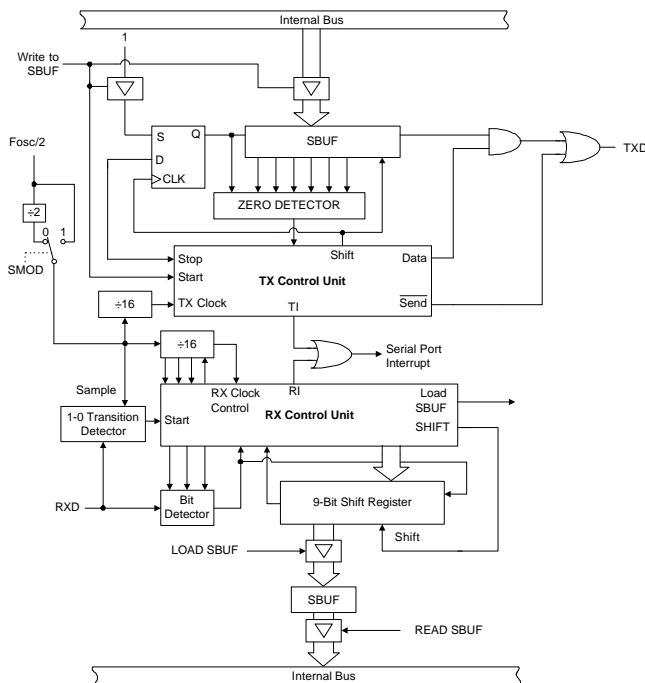 Internal Bus
1
Write to
SBUF
S
Q
D
CLK
SBUF
TXD
Fosc/2
ZERO DETECTOR
÷2
0 1
SMOD
Shift
Stop
Start
TX Clock
TX Control Unit
Data
Send
TI
÷16
÷16
Serial Port
Interrupt
Sample
RX Clock
Control
RI
Load
SBUF
1-0 Transition
Detector
Start
RX Control Unit
SHIFT
RXD
Bit
Detector
9-Bit Shift Register
Shift
LOAD SBUF
SBUF
READ SBUF
Internal Bus